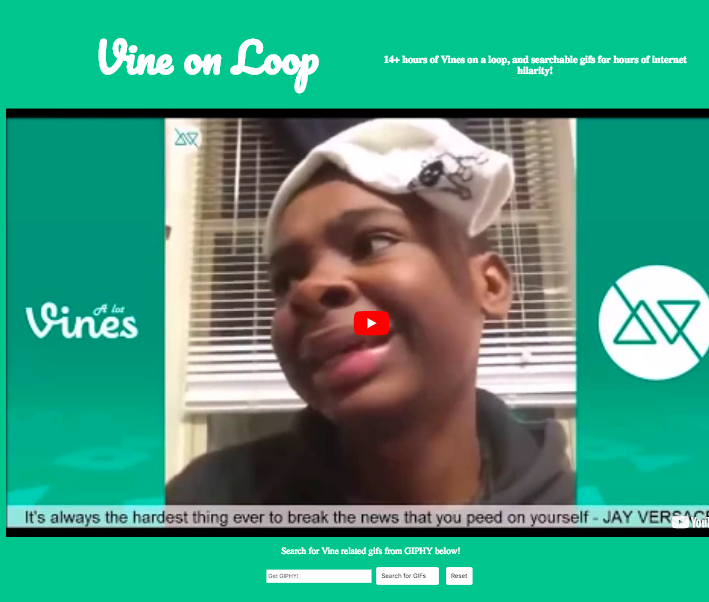 Vine on Loop
14+ hours of Vines on a loop, and searchable gifs for hours of internet
hilarity!
A lot
Vines
It's always the hardest thing ever to break the news that you peed on yourself - JAY VERSACE
Search for Vine related gifs from GIPHY below!
Get GIPHY!
Search for GIFs
Reset